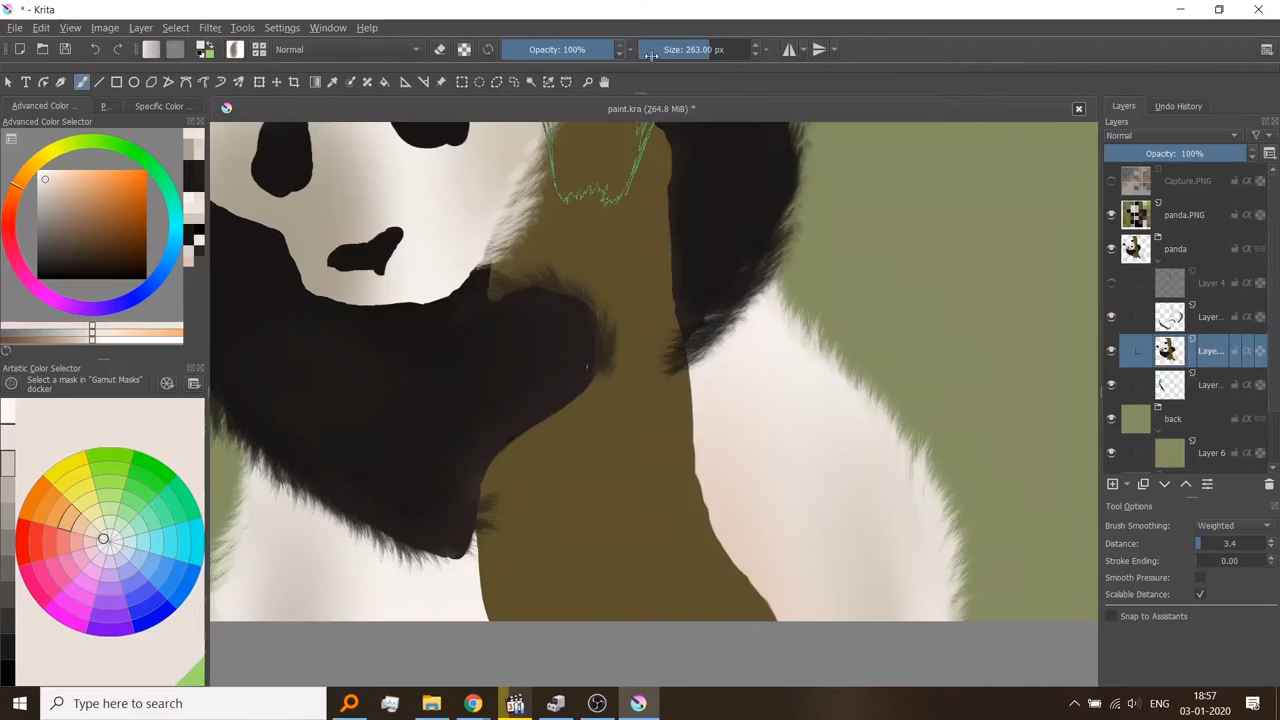 * - Krita
File Edit View Image Layer Select Filter Tools Settings Window Help
Normal
Opacity: 100%
Size: 263.00 px
Advanced Color ...
P...
Specific Color ...
Advanced Color Selector
paint.kra (264.8 MiB) *
Layers
Undo History
Layers
Normal
Opacity: 100%
Capture.PNG
panda.PNG
panda
Layer 4
Layer...
Laye...
Layer...
back
Layer 6
Artistic Color Selector
Select a mask in "Gamut Masks"
docker
Tool Options
Brush Smoothing: Weighted
Distance: 3.4
Stroke Ending: 0.00
Smooth Pressure:
Scalable Distance:
Snap to Assistants
Type here to search
ENG
18:57
03-01-2020